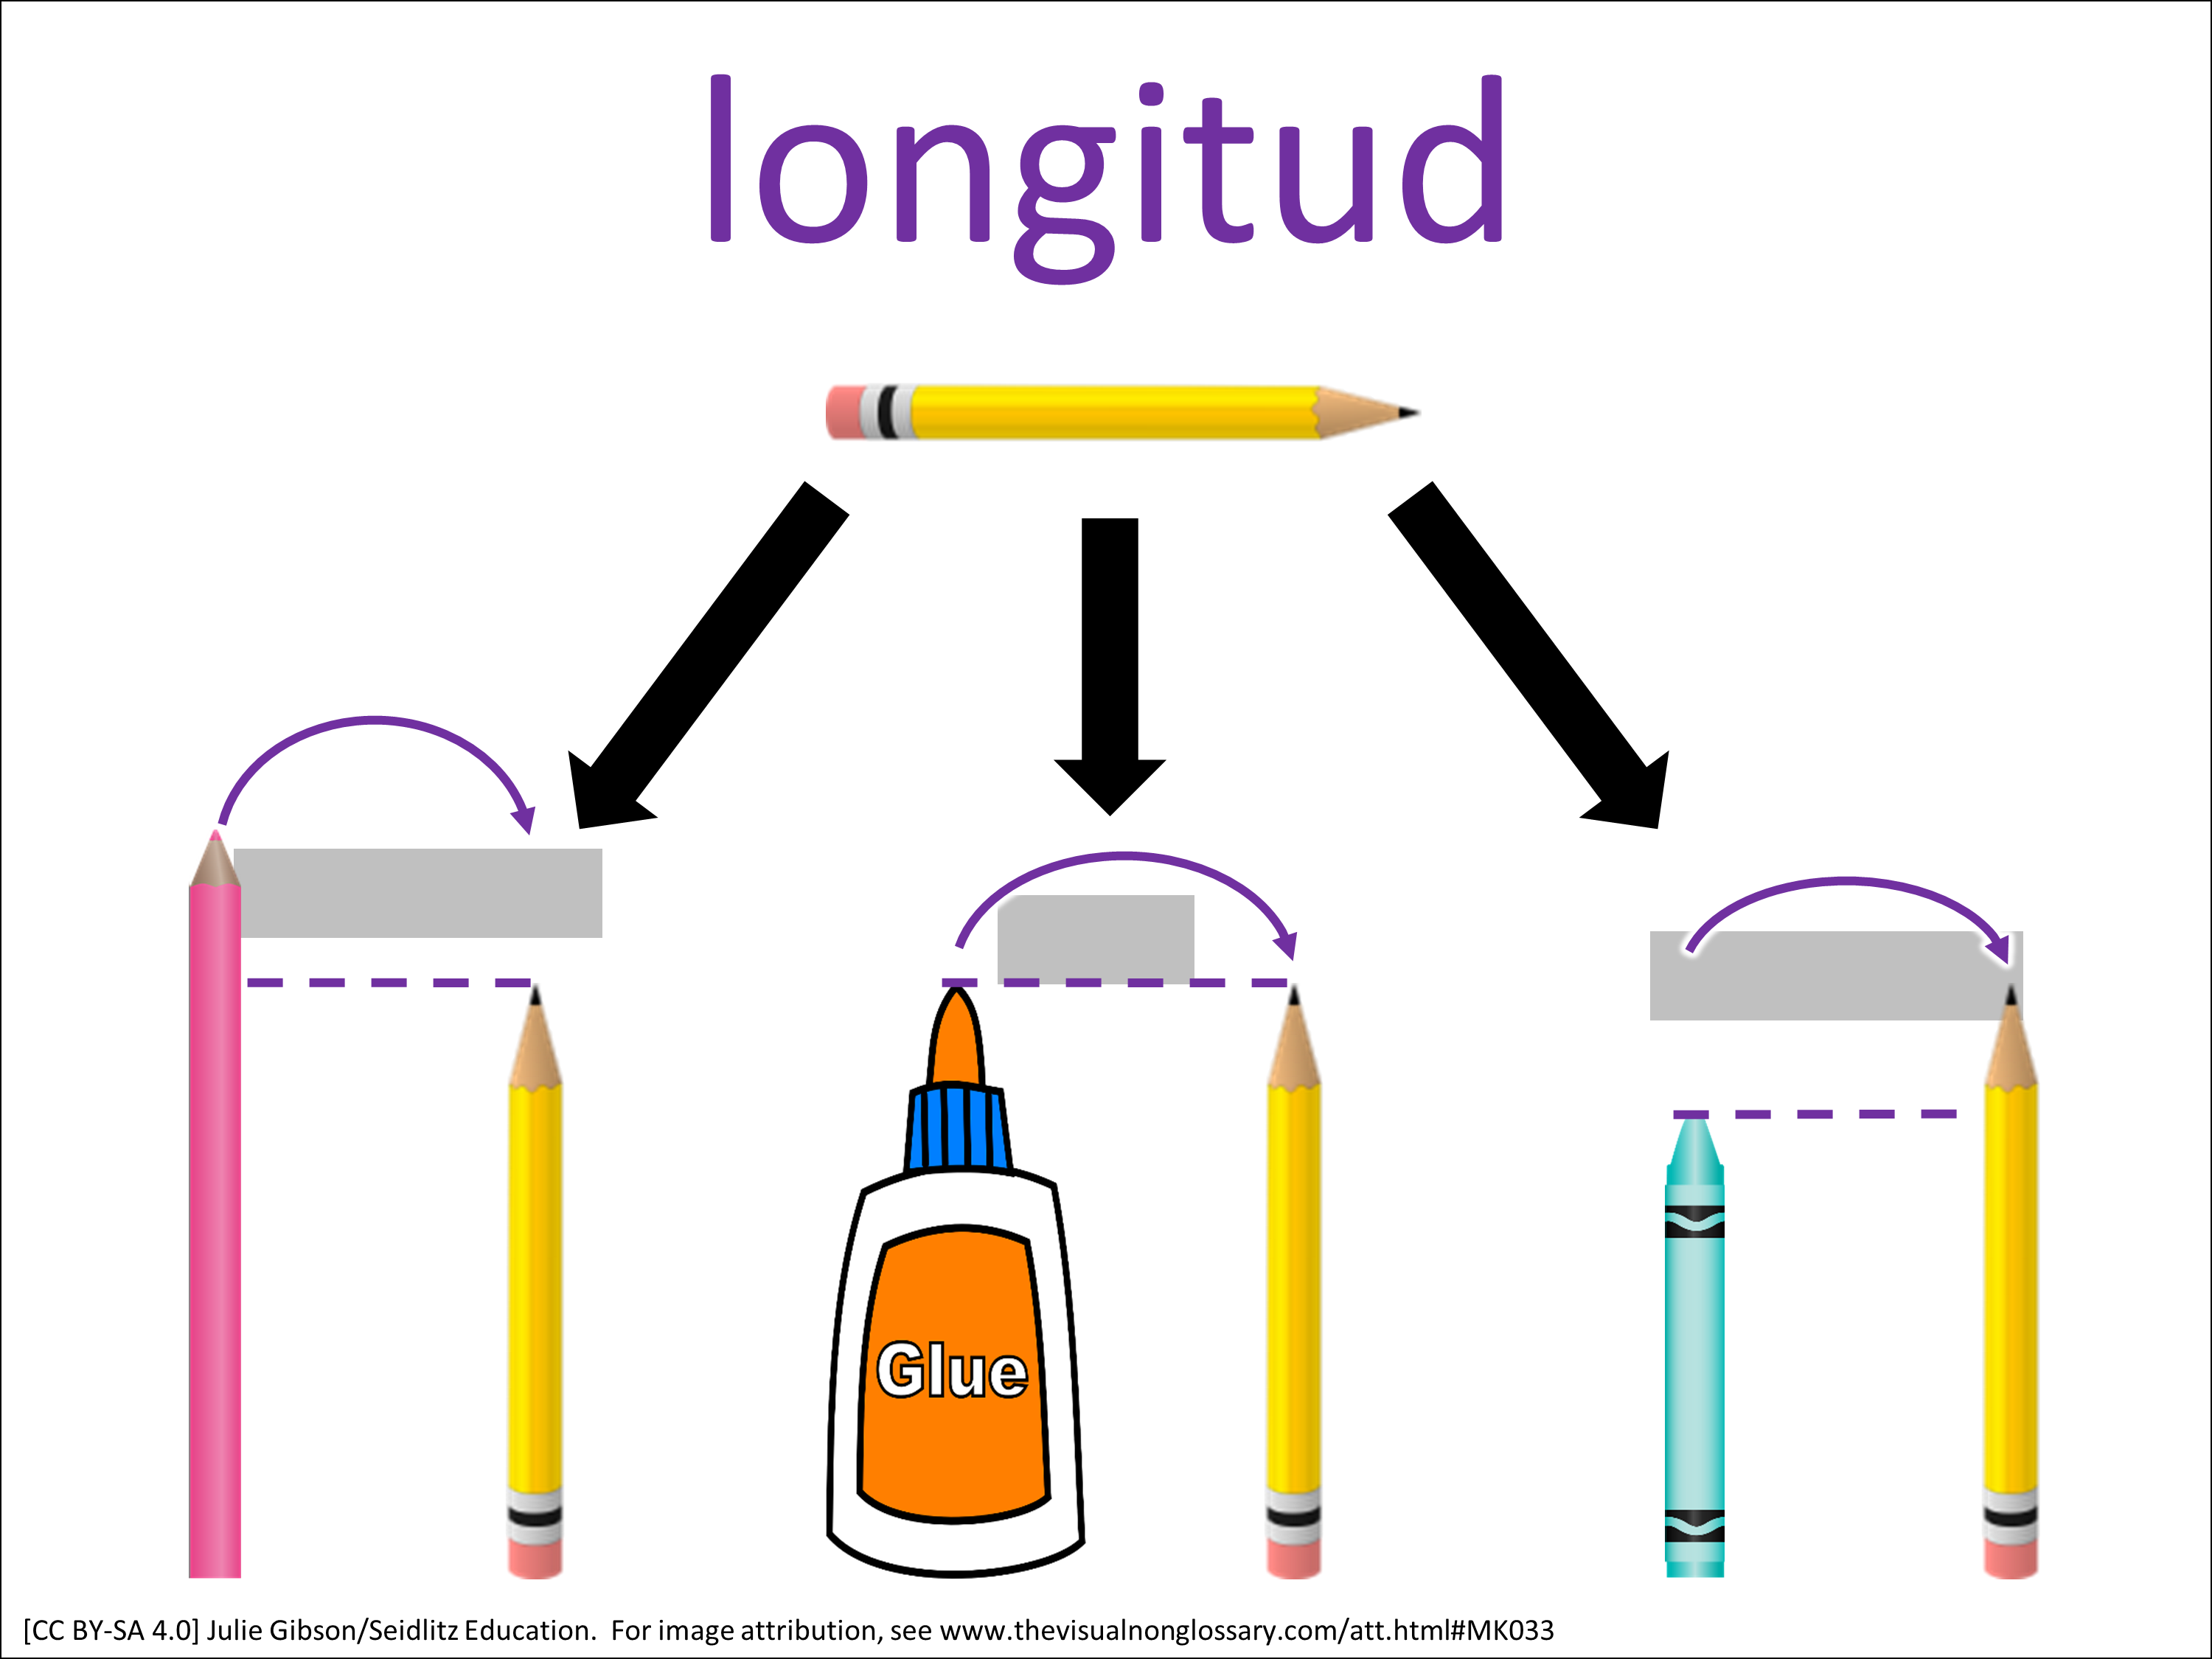 longitud
Glue
[CC BY-SA 4.0] Julie Gibson/Seidlitz Education.  For image attribution, see www.thevisualnonglossary.com/att.html#MK033